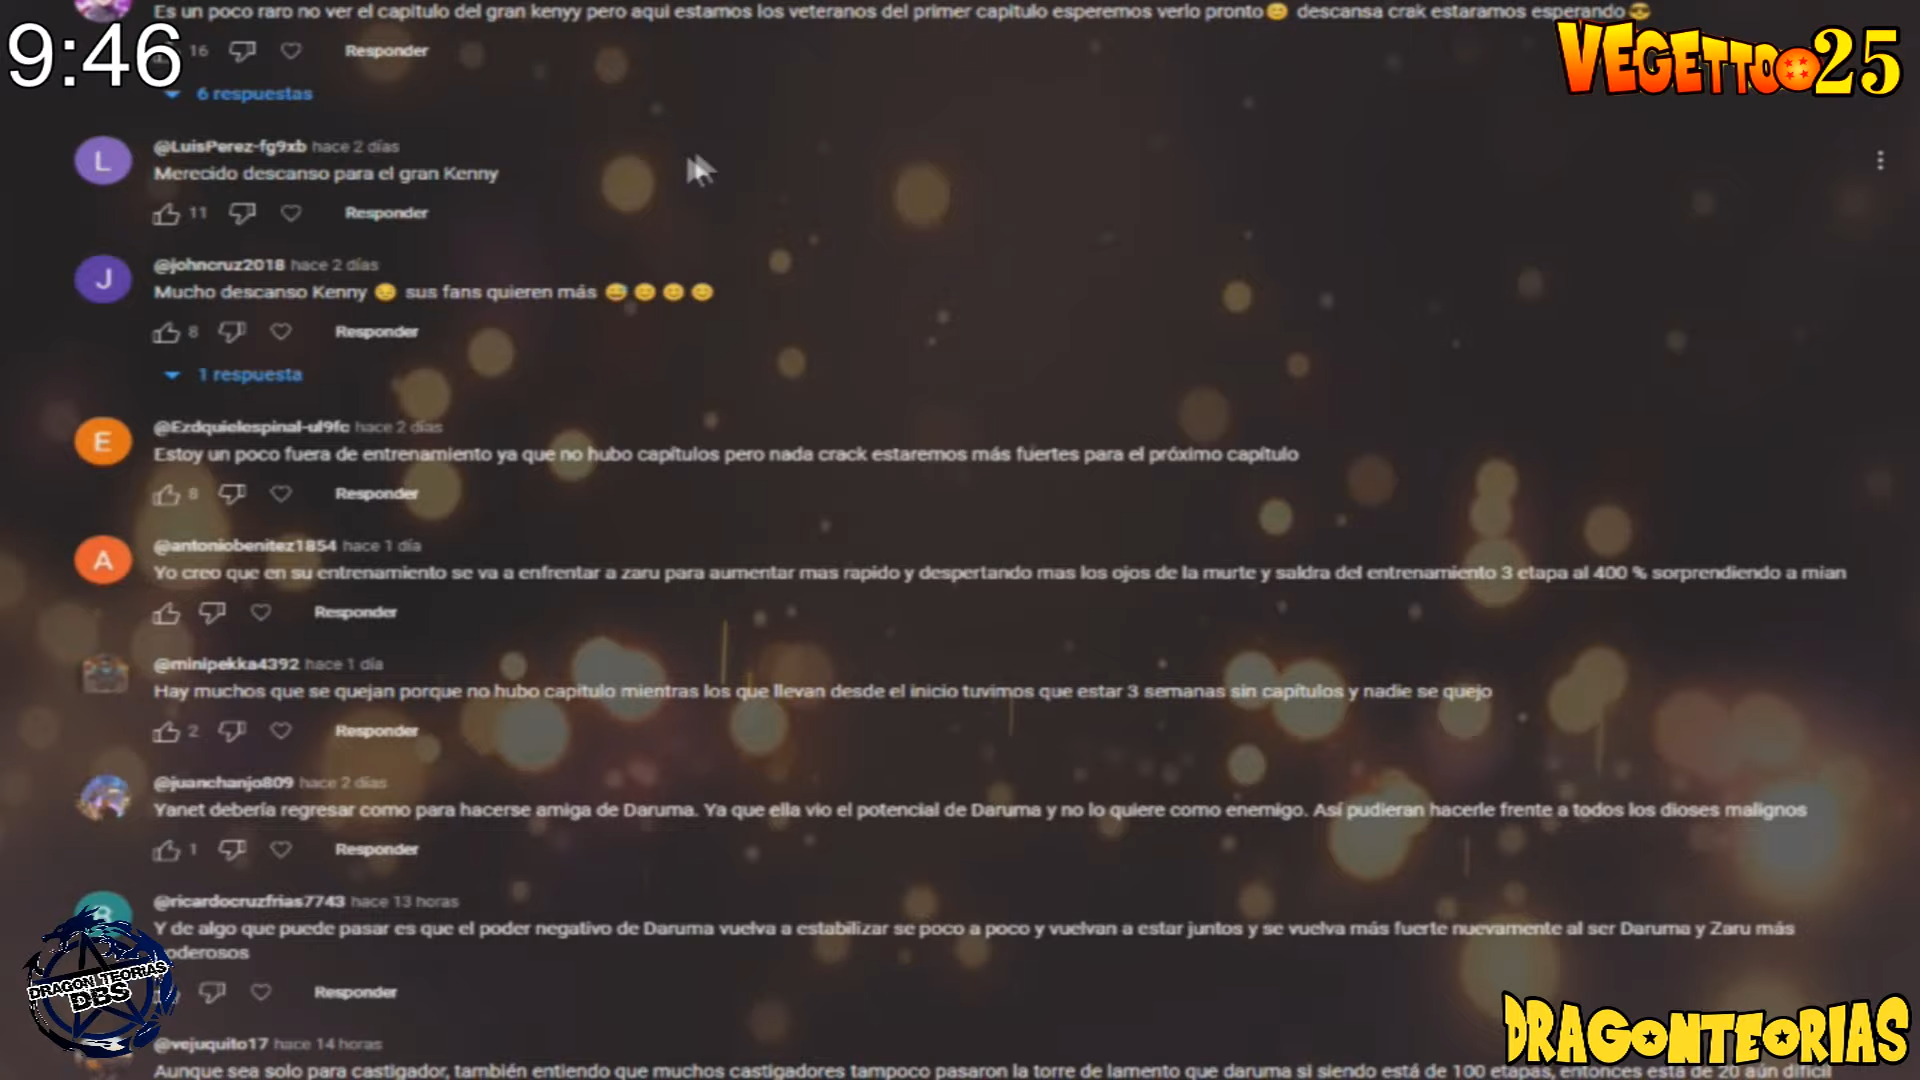 Es un poco raro no ver el capitulo del gran kenyy pero aqui estamos los veteranos del primer capitulo esperemos verlo pronto😊 descansa crak estaramos esperando😎
9:46
VEGETTO 25
16 Responder
6 respuestas
@LuisPerez-fg9xb hace 2 días
Merecido descanso para el gran Kenny
11 Responder
@johncruz2018 hace 2 días
Mucho descanso Kenny 😉 sus fans quieren más 😅😊😊😊
8 Responder
1 respuesta
@Ezdquielespinal-ul9fc hace 2 días
Estoy un poco fuera de entrenamiento ya que no hubo capítulos pero nada crack estaremos más fuertes para el próximo capítulo
8 Responder
@antoniobenitez1854 hace 1 día
Yo creo que en su entrenamiento se va a enfrentar a zaru para aumentar mas rapido y despertando mas los ojos de la murte y saldra del entrenamiento 3 etapa al 400 % sorprendiendo a mian
Responder
@minipekka4392 hace 1 día
Hay muchos que se quejan porque no hubo capitulo mientras los que llevan desde el inicio tuvimos que estar 3 semanas sin capítulos y nadie se quejo
2 Responder
@juanchanjo809 hace 2 días
Yanet debería regresar como para hacerse amiga de Daruma. Ya que ella vio el potencial de Daruma y no lo quiere como enemigo. Así pudieran hacerle frente a todos los dioses malignos
1 Responder
@ricardocruzfrias7743 hace 13 horas
Y de algo que puede pasar es que el poder negativo de Daruma vuelva a estabilizar se poco a poco y vuelvan a estar juntos y se vuelva más fuerte nuevamente al ser Daruma y Zaru más
poderosos
Responder
DRAGON TEORIAS
DBS
DRAGONTEORIAS
@vejuquito17 hace 14 horas
Aunque sea solo para castigador, también entiendo que muchos castigadores tampoco pasaron la torre de lamento que daruma si siendo está de 100 etapas, entonces esta de 20 aún difícil
L
J
E
A